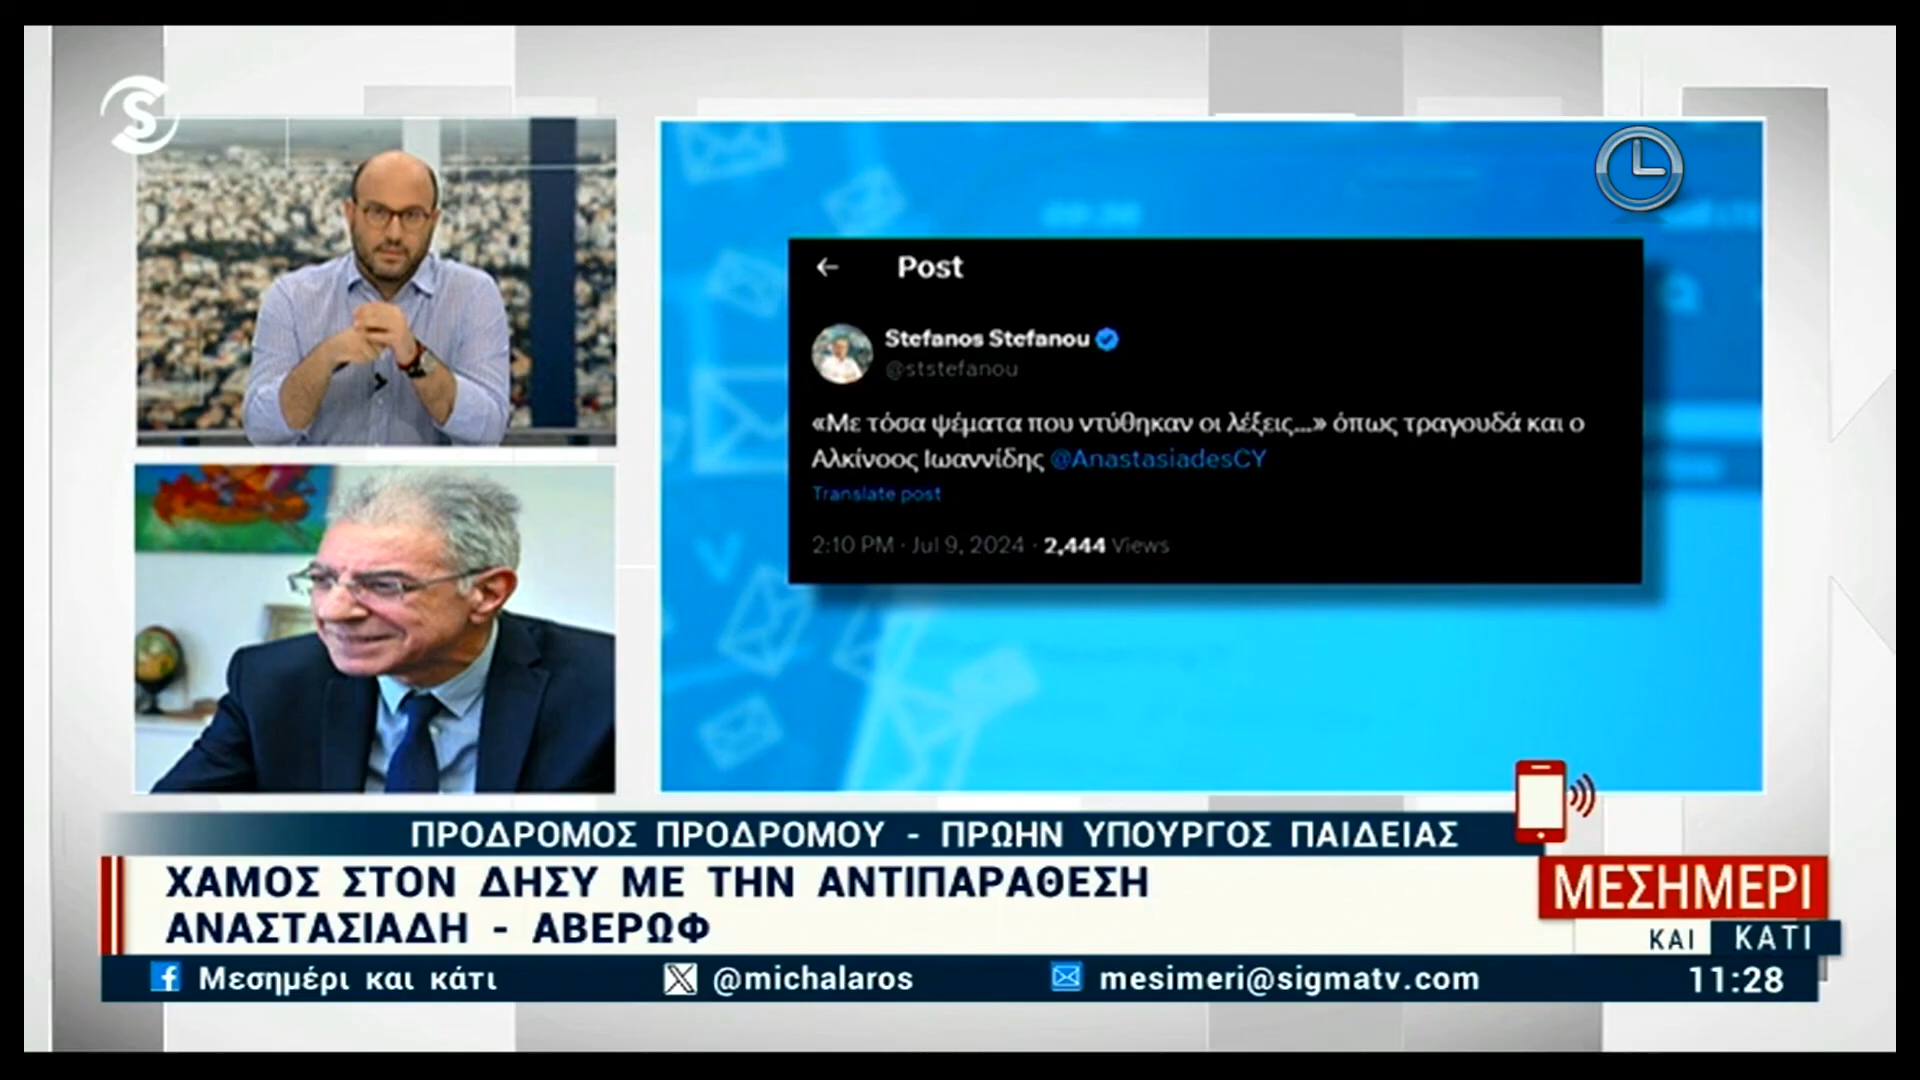 S
Post
Stefanos Stefanou
@ststefanou
«Με τόσα ψέματα που ντύθηκαν οι λέξεις...» όπως τραγουδά και ο
Αλκίνοος Ιωαννίδης @AnastasiadesCY
Translate post
2:10 PM · Jul 9, 2024 · 2,444 Views
ΠΡΟΔΡΟΜΟΣ ΠΡΟΔΡΟΜΟΥ - ΠΡΩΗΝ ΥΠΟΥΡΓΟΣ ΠΑΙΔΕΙΑΣ
ΧΑΜΟΣ ΣΤΟΝ ΔΗΣΥ ΜΕ ΤΗΝ ΑΝΤΙΠΑΡΑΘΕΣΗ
ΑΝΑΣΤΑΣΙΑΔΗ - ΑΒΕΡΩΦ
ΜΕΣΗΜΕΡΙ
ΚΑΙ ΚΑΤΙ
Μεσημέρι και κάτι @michalaros mesimeri@sigmatv.com 11:28